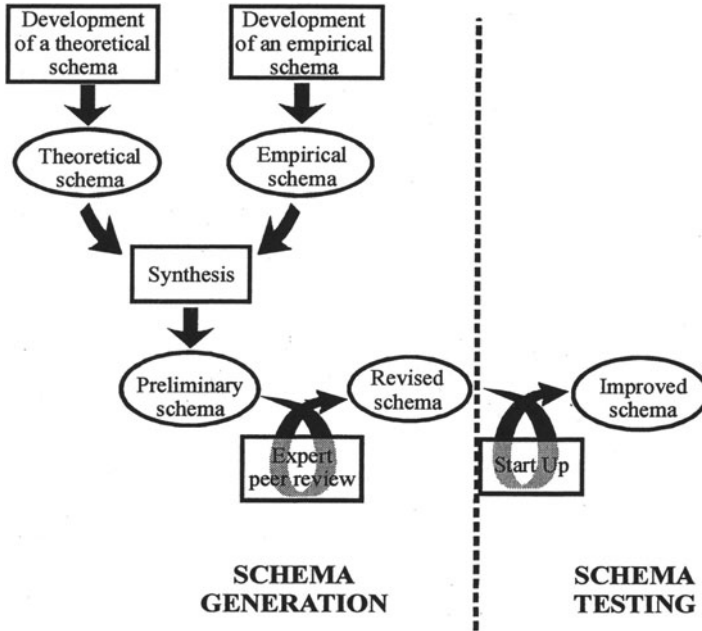 Development
of a theoretical
schema
Development
of an empirical
schema
Theoretical
schema
Empirical
schema
Synthesis
Preliminary
schema
Revised
schema
Improved
schema
Expert
peer review
Start Up
SCHEMA
GENERATION
SCHEMA
TESTING